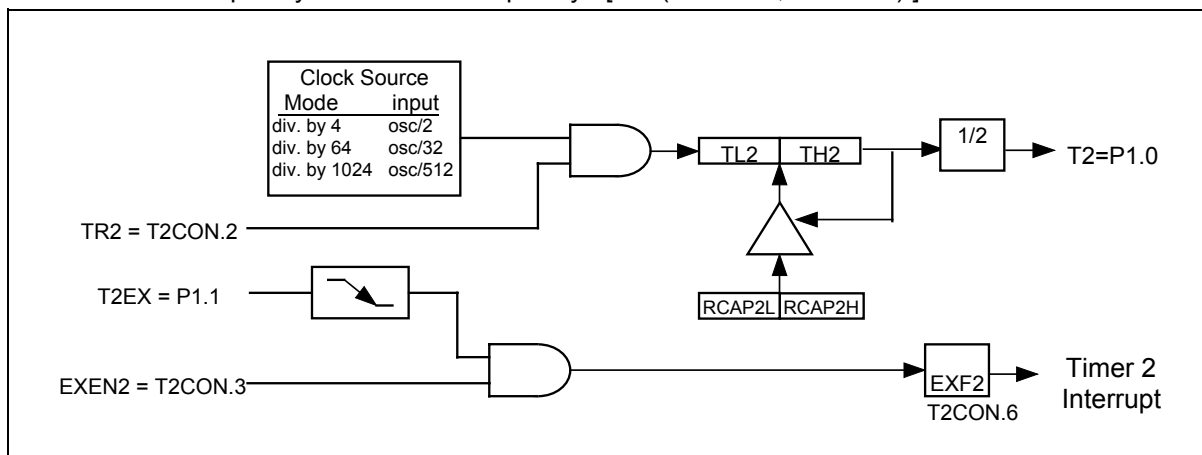 Clock Source
Mode input
div. by 4 osc/2
div. by 64 osc/32
div. by 1024 osc/512
TL2 TH2
1/2
T2=P1.0
TR2 = T2CON.2
T2EX = P1.1
RCAP2L RCAP2H
EXEN2 = T2CON.3
EXF2
T2CON.6
Timer 2
Interrupt